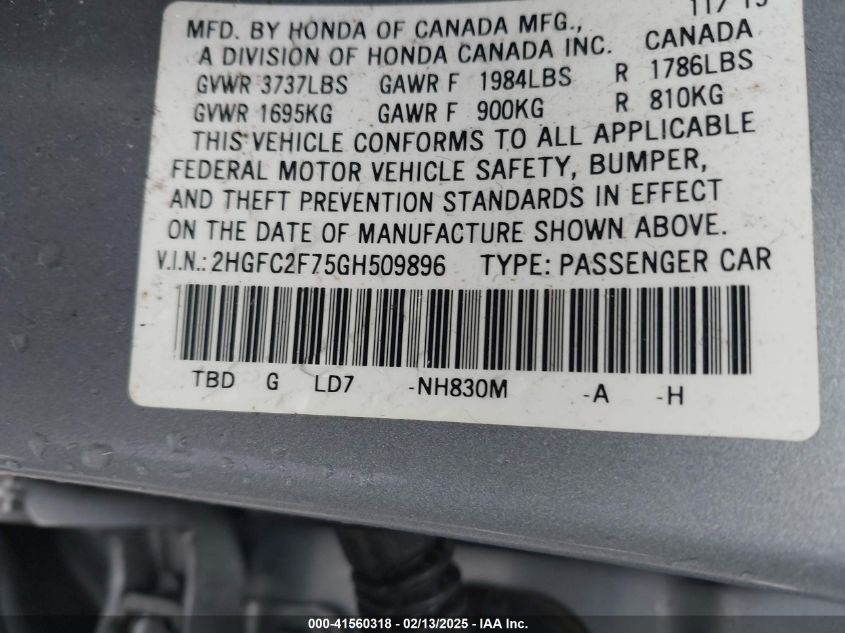 11/15
MFD. BY HONDA OF CANADA MFG., CANADA
A DIVISION OF HONDA CANADA INC.
GVWR 3737LBS GAWR F 1984LBS R 1786LBS
GVWR 1695KG GAWR F 900KG R 810KG
THIS VEHICLE CONFORMS TO ALL APPLICABLE
FEDERAL MOTOR VEHICLE SAFETY, BUMPER,
AND THEFT PREVENTION STANDARDS IN EFFECT
ON THE DATE OF MANUFACTURE SHOWN ABOVE.
V.I.N.: 2HGFC2F75GH509896 TYPE: PASSENGER CAR
TBD G LD7 -NH830M -A -H
000-41560318 / 02/13/2025 - IAA Inc.